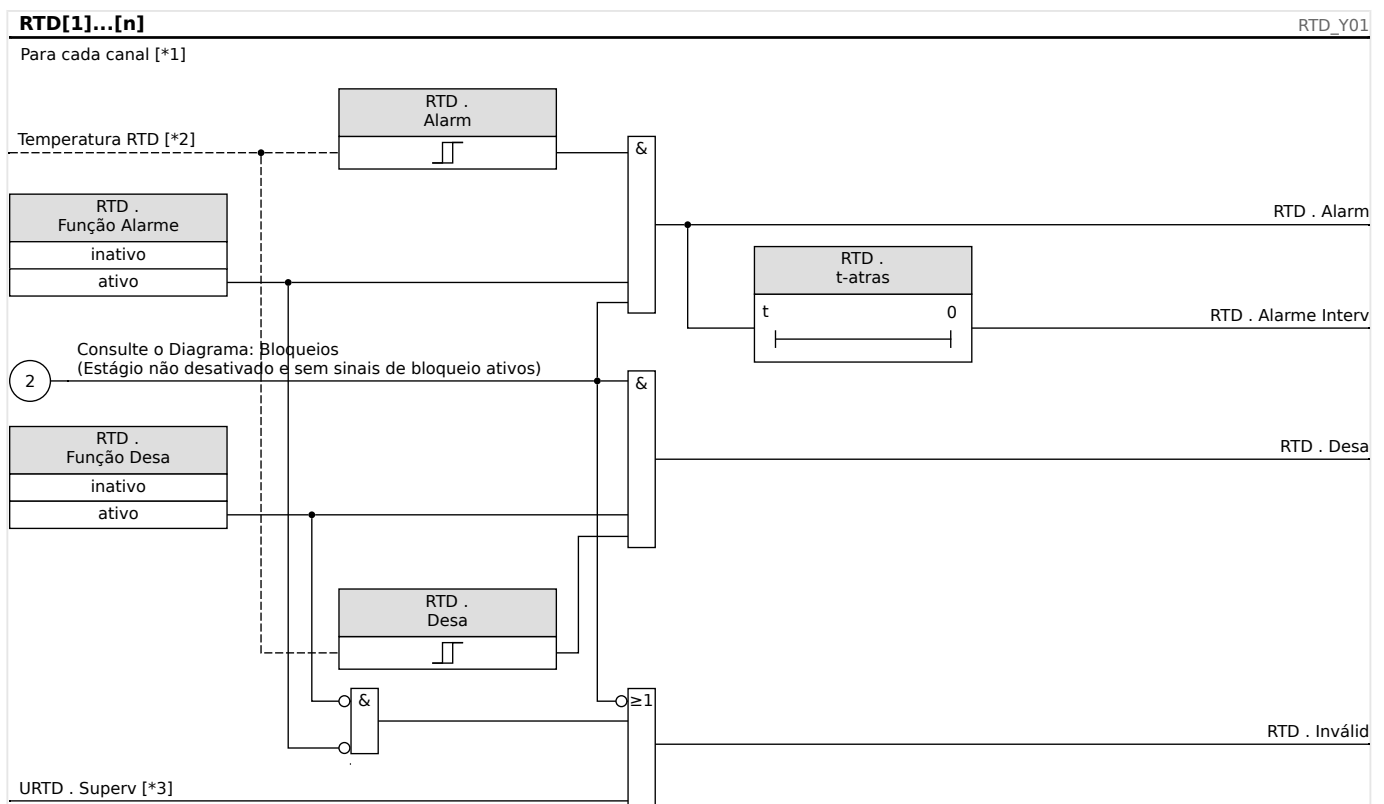 RTD[1]...[n]
RTD_Y01
Para cada canal [*1]
RTD .
Alarm
Temperatura RTD [*2]
&
RTD .
Função Alarme
inativo
ativo
RTD . Alarm
RTD .
t-atras
t 0
RTD . Alarme Interv
Consulte o Diagrama: Bloqueios
(Estágio não desativado e sem sinais de bloqueio ativos)
2
&
RTD .
Função Desa
inativo
ativo
RTD . Desa
RTD .
Desa
&
≥1
RTD . Inválid
URTD . Superv [*3]